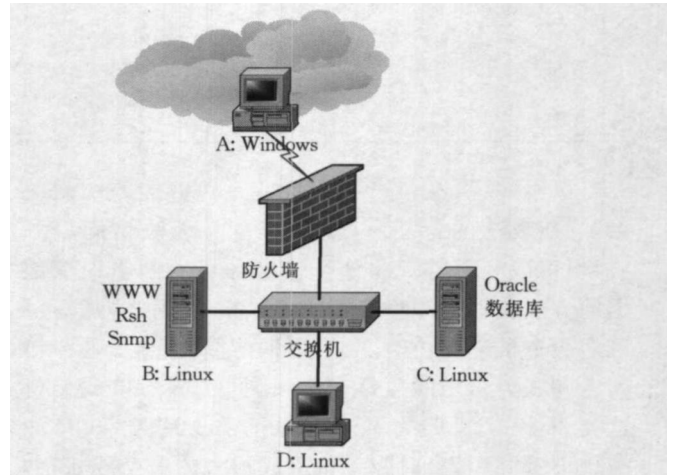 A: Windows
防火墙
WWW
Rsh
Snmp
B: Linux
交换机
Oracle
数据库
C: Linux
D: Linux